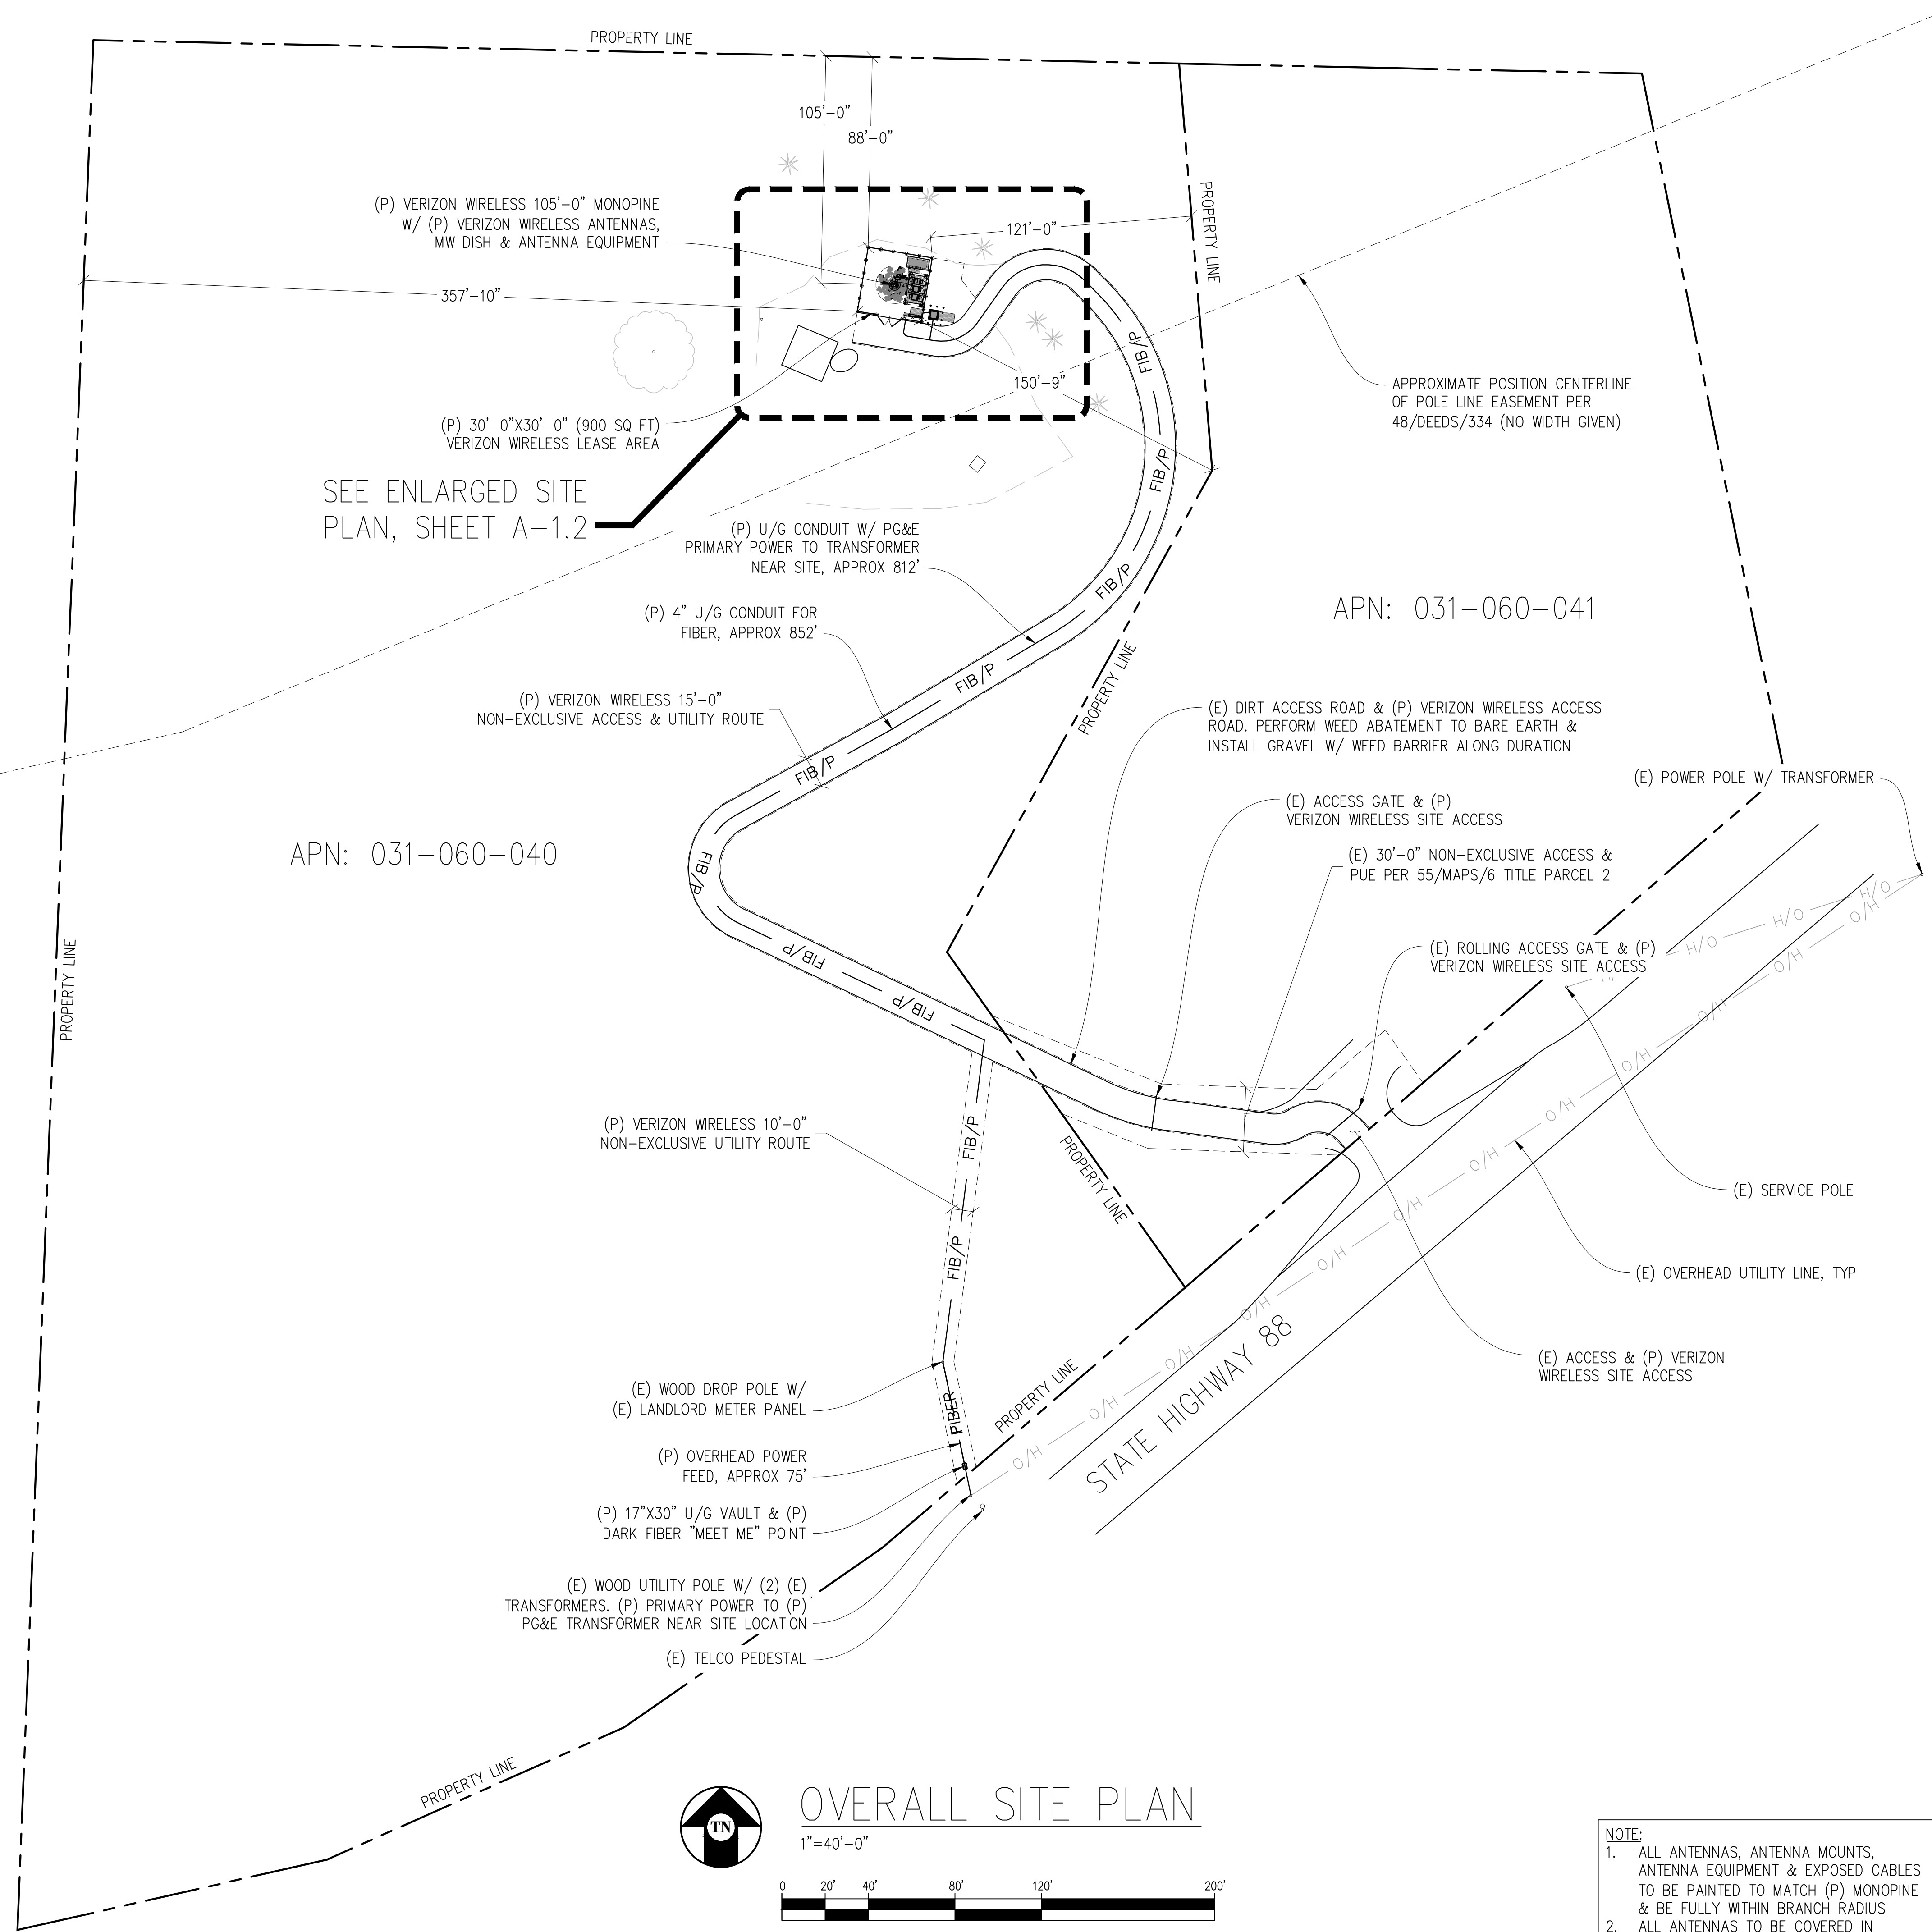 PROPERTY LINE
105'-0"
88'-0"
(P) VERIZON WIRELESS 105'-0" MONOPINE
W/ (P) VERIZON WIRELESS ANTENNAS,
MW DISH & ANTENNA EQUIPMENT
121'-0"
PROPERTY LINE
357'-10"
FIB/P
150'-9"
APPROXIMATE POSITION CENTERLINE
OF POLE LINE EASEMENT PER
48/DEEDS/334 (NO WIDTH GIVEN)
(P) 30'-0"X30'-0" (900 SQ FT)
VERIZON WIRELESS LEASE AREA
FIB/P
SEE ENLARGED SITE
PLAN, SHEET A-1.2
(P) U/G CONDUIT W/ PG&E
PRIMARY POWER TO TRANSFORMER
NEAR SITE, APPROX 812'
FIB/P
APN: 031-060-041
(P) 4" U/G CONDUIT FOR
FIBER, APPROX 852'
FIB/P
PROPERTY LINE
(P) VERIZON WIRELESS 15'-0"
NON-EXCLUSIVE ACCESS & UTILITY ROUTE
(E) DIRT ACCESS ROAD & (P) VERIZON WIRELESS ACCESS
ROAD. PERFORM WEED ABATEMENT TO BARE EARTH &
INSTALL GRAVEL W/ WEED BARRIER ALONG DURATION
FIB/P
(E) POWER POLE W/ TRANSFORMER
(E) ACCESS GATE & (P)
VERIZON WIRELESS SITE ACCESS
APN: 031-060-040
FIB/P
(E) 30'-0" NON-EXCLUSIVE ACCESS &
PUE PER 55/MAPS/6 TITLE PARCEL 2
H/O
H/O
H/O
O/H
(E) ROLLING ACCESS GATE & (P)
VERIZON WIRELESS SITE ACCESS
PROPERTY LINE
FIB/P
FIB/P
O/H
O/H
O/H
O/H
O/H
O/H
O/H
O/H
O/H
O/H
O/H
(P) VERIZON WIRELESS 10'-0"
NON-EXCLUSIVE UTILITY ROUTE
FIB/P
PROPERTY LINE
(E) SERVICE POLE
FIB/P
(E) OVERHEAD UTILITY LINE, TYP
STATE HIGHWAY 88
(E) ACCESS & (P) VERIZON
WIRELESS SITE ACCESS
(E) WOOD DROP POLE W/
(E) LANDLORD METER PANEL
FIBER
PROPERTY LINE
(P) OVERHEAD POWER
FEED, APPROX 75'
(P) 17"X30" U/G VAULT & (P)
DARK FIBER "MEET ME" POINT
(E) WOOD UTILITY POLE W/ (2) (E)
TRANSFORMERS. (P) PRIMARY POWER TO (P)
PG&E TRANSFORMER NEAR SITE LOCATION
(E) TELCO PEDESTAL
PROPERTY LINE
TN
OVERALL SITE PLAN
1"=40'-0"
0 20' 40' 80' 120' 200'
NOTE:
1. ALL ANTENNAS, ANTENNA MOUNTS,
ANTENNA EQUIPMENT & EXPOSED CABLES
TO BE PAINTED TO MATCH (P) MONOPINE
& BE FULLY WITHIN BRANCH RADIUS
2. ALL ANTENNAS TO BE COVERED IN